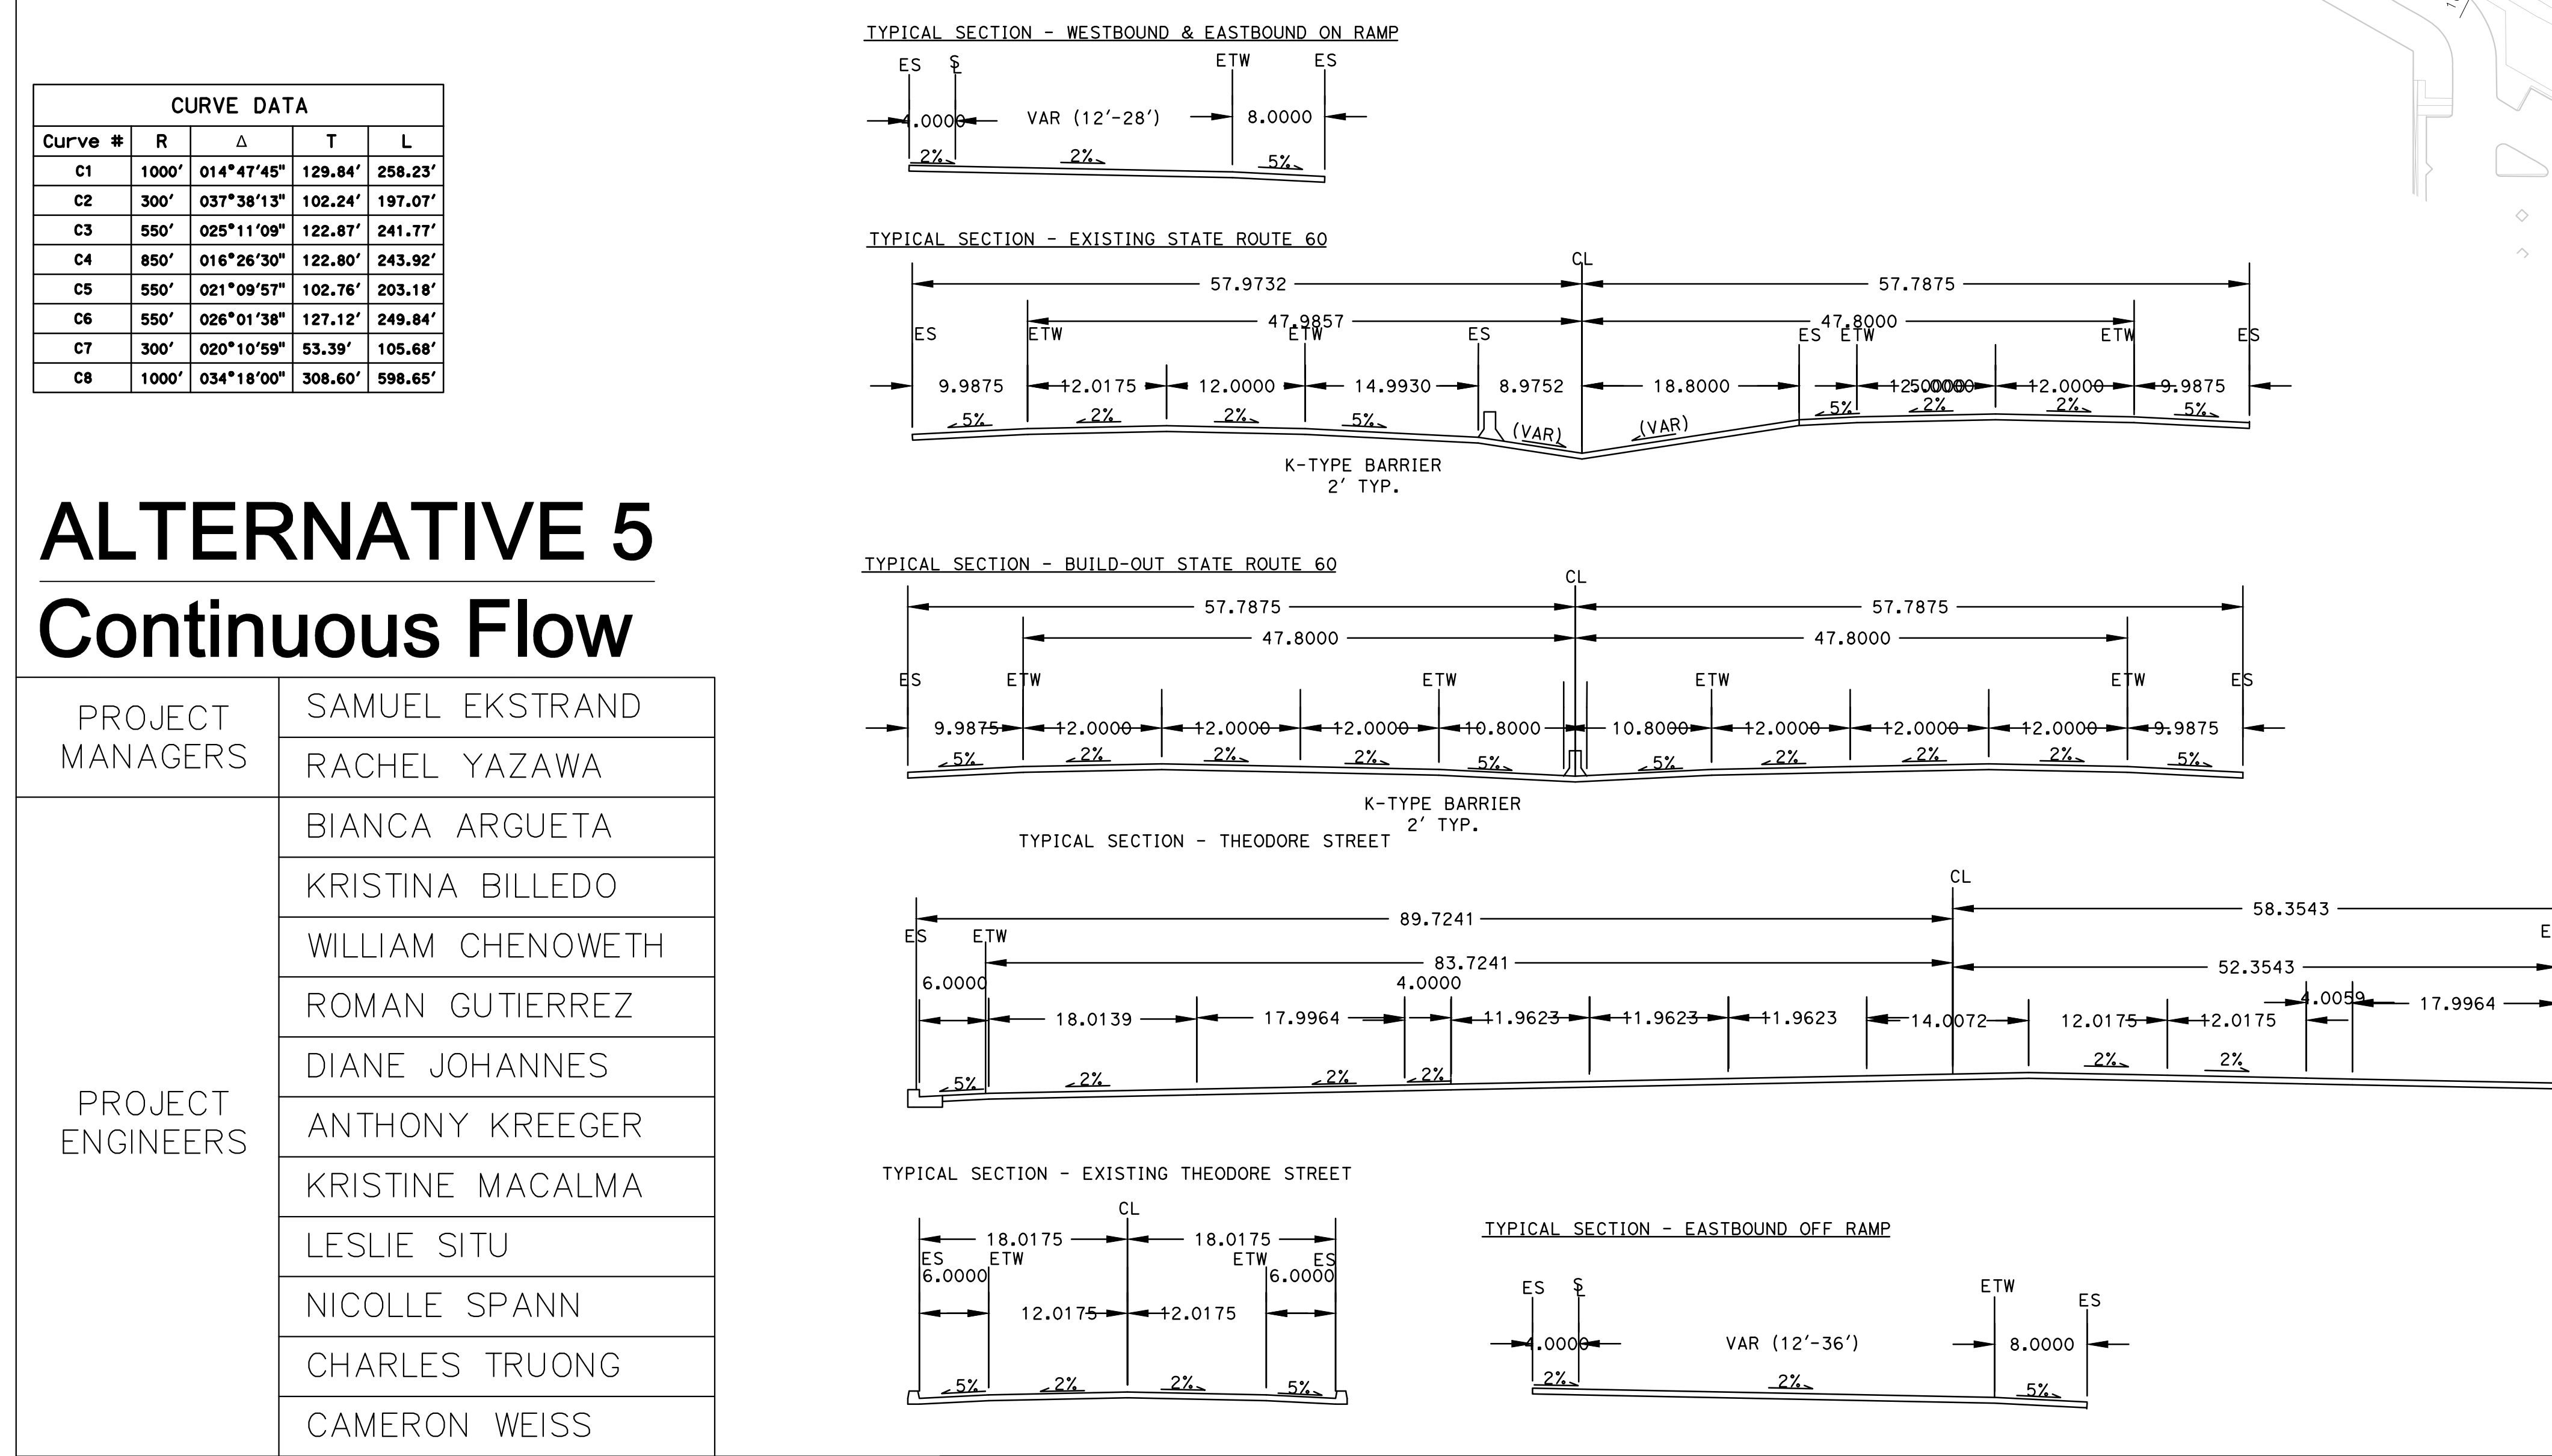 CURVE DATA
Curve # R Δ T L
C1 1000' 014°47'45" 129.84' 258.23'
C2 300' 037°38'13" 102.24' 197.07'
C3 550' 025°11'09" 122.87' 241.77'
C4 850' 016°26'30" 122.80' 243.92'
C5 550' 021°09'57" 102.76' 203.18'
C6 550' 026°01'38" 127.12' 249.84'
C7 300' 020°10'59" 53.39' 105.68'
C8 1000' 034°18'00" 308.60' 598.65'
ALTERNATIVE 5
Continuous Flow
PROJECT
MANAGERS
SAMUEL EKSTRAND
RACHEL YAZAWA
PROJECT
ENGINEERS
BIANCA ARGUETA
KRISTINA BILLEDO
WILLIAM CHENOWETH
ROMAN GUTIERREZ
DIANE JOHANNES
ANTHONY KREEGER
KRISTINE MACALMA
LESLIE SITU
NICOLLE SPANN
CHARLES TRUONG
CAMERON WEISS
TYPICAL SECTION - WESTBOUND & EASTBOUND ON RAMP
ES SL ETW ES
4.0000 VAR (12'-28') 8.0000
2% 2% 5%
TYPICAL SECTION - EXISTING STATE ROUTE 60
CL
57.9732 57.7875
47.9857 47.8000
ES ETW ETW ES ES ETW ETW ES
9.9875 12.0175 12.0000 14.9930 8.9752 18.8000 12.0000 9.9875
5% 2% 2% 5% (VAR) (VAR) 5% 2% 2% 5%
K-TYPE BARRIER
2' TYP.
TYPICAL SECTION - BUILD-OUT STATE ROUTE 60
CL
57.7875 57.7875
47.8000 47.8000
ES ETW ETW ETW ETW ES
9.9875 12.0000 12.0000 12.0000 10.8000 10.8000 12.0000 12.0000 12.0000 9.9875
5% 2% 2% 2% 5% 5% 2% 2% 2% 5%
K-TYPE BARRIER
2' TYP.
TYPICAL SECTION - THEODORE STREET
CL
89.7241 58.3543
ES ETW
83.7241 52.3543
6.0000 4.0000 4.0059
18.0139 17.9964 11.9623 11.9623 11.9623 14.0072 12.0175 12.0175 17.9964
5% 2% 2% 2% 2% 2%
TYPICAL SECTION - EXISTING THEODORE STREET
CL
18.0175 18.0175
ES ETW ETW ES
6.0000 6.0000
12.0175 12.0175
5% 2% 2% 5%
TYPICAL SECTION - EASTBOUND OFF RAMP
ES SL ETW ES
4.0000 VAR (12'-36') 8.0000
2% 2% 5%